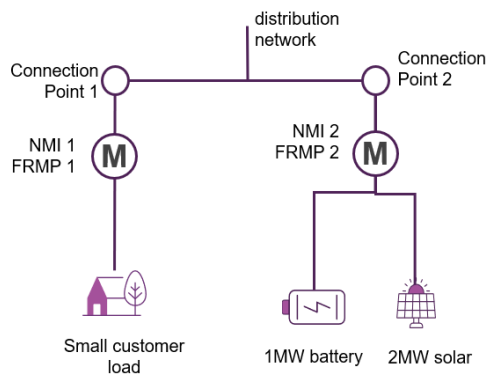 distribution
network
Connection
Point 1
Connection
Point 2
NMI 1
FRMP 1
M
NMI 2
FRMP 2
M
Small customer
load
1MW battery
2MW solar